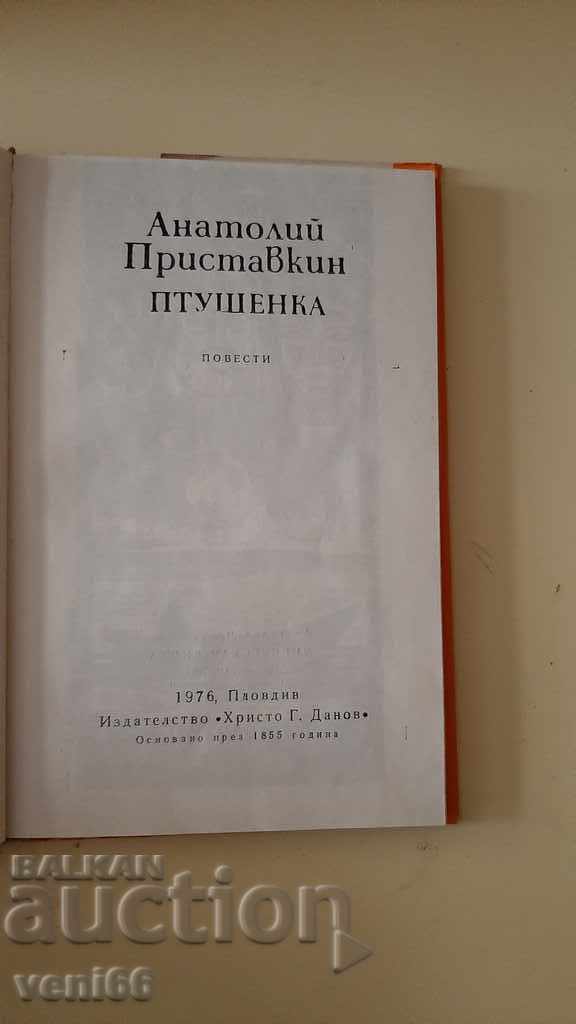 Анатолий
Приставкин
ПТУШЕНКА
ПОВЕСТИ
1976, Пловдив
Издателство •Христо Г. Данов•
Основано през 1855 година
BALKAN
auction
veni66